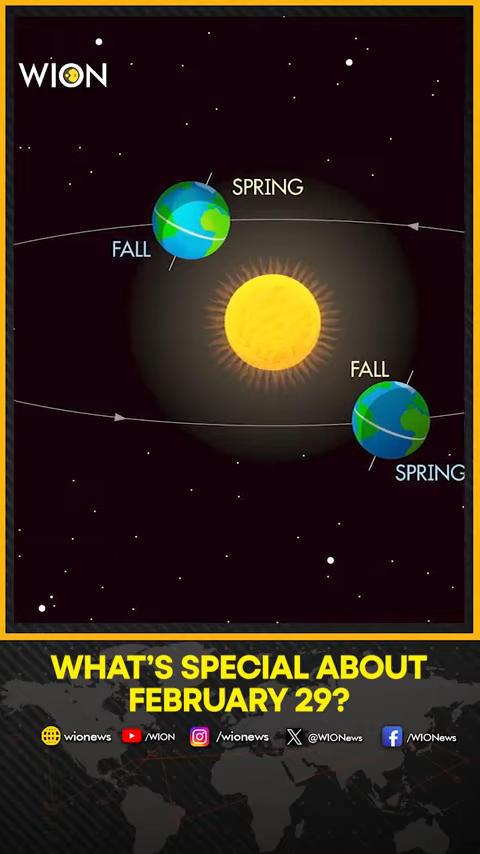 WION
SPRING
FALL
FALL
SPRING
WHAT'S SPECIAL ABOUT
FEBRUARY 29?
wionews /WION /wionews @WIONews /WIONews